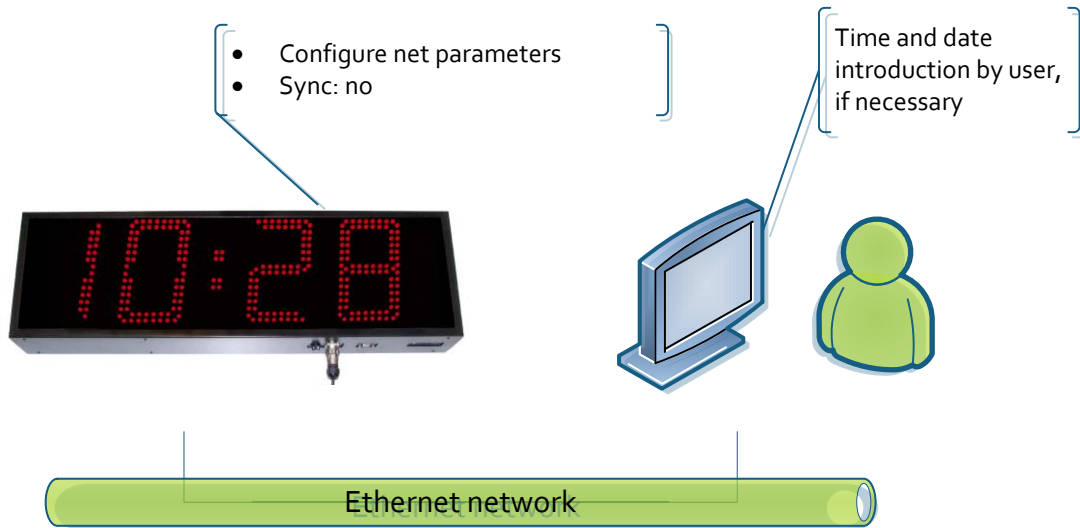 • Configure net parameters
• Sync: no
Time and date
introduction by user,
if necessary
10:28
Ethernet network